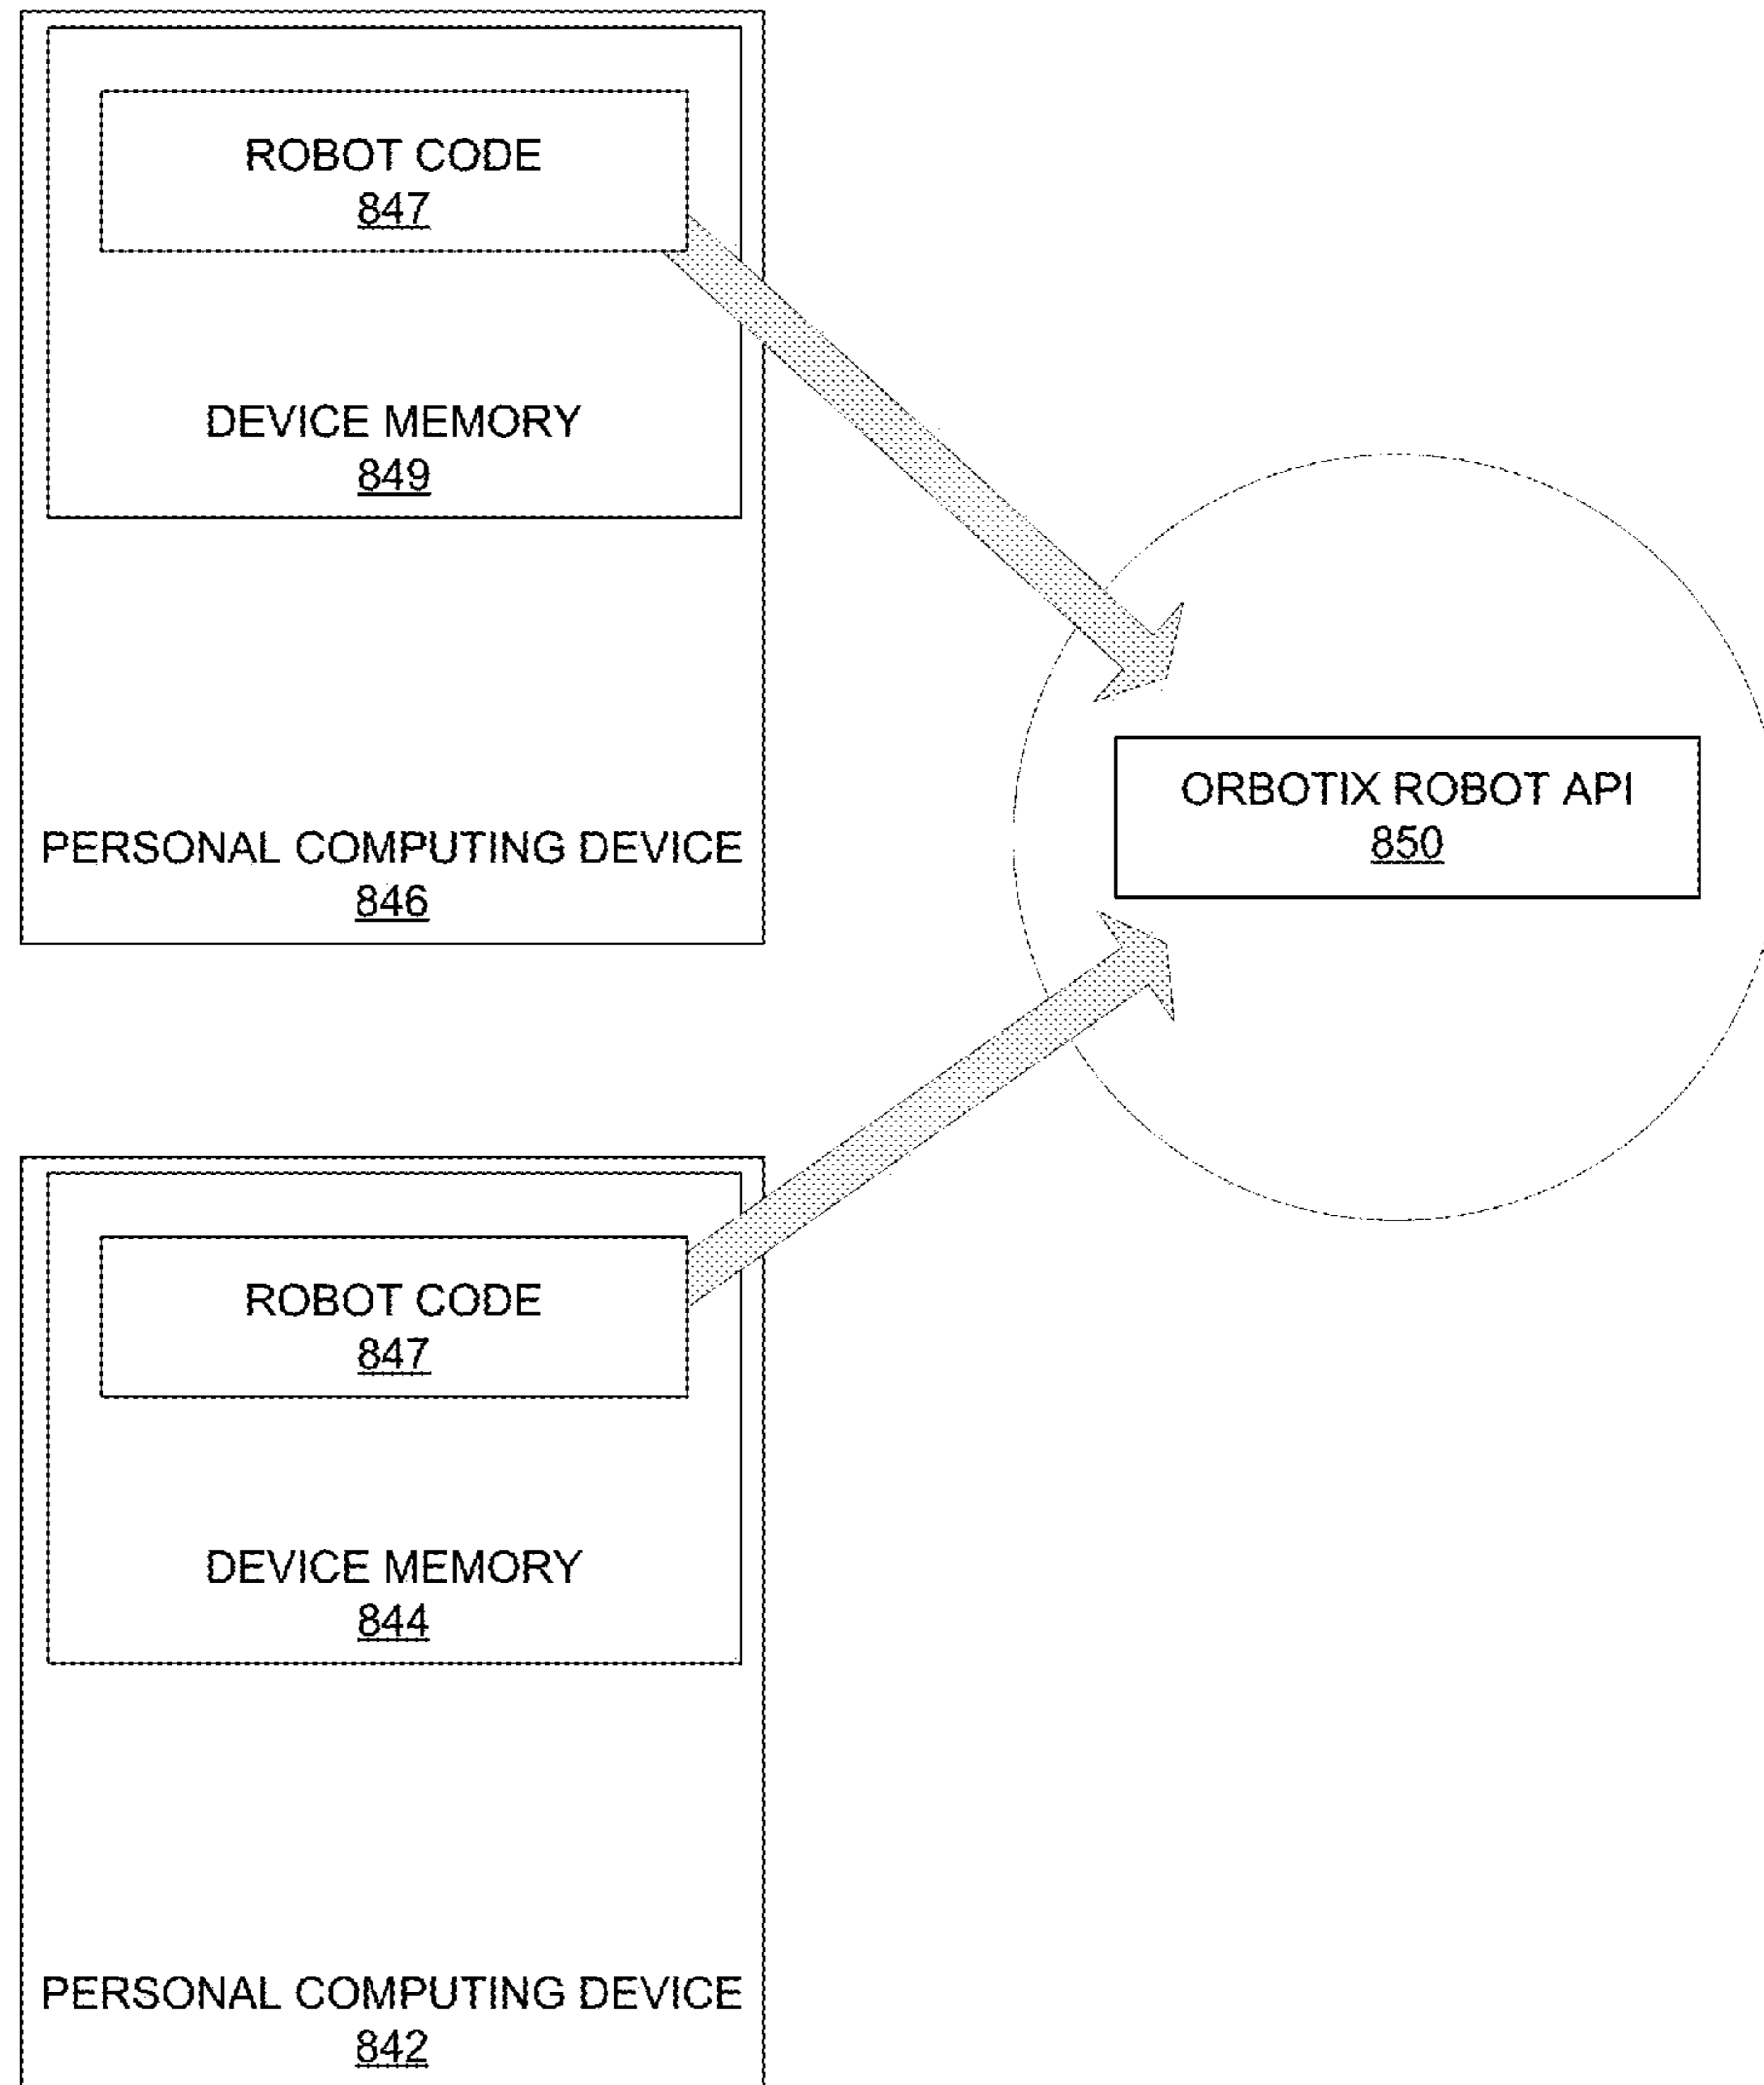 ROBOT CODE
847
DEVICE MEMORY
849
PERSONAL COMPUTING DEVICE
846
ORBOTIX ROBOT API
850
ROBOT CODE
847
DEVICE MEMORY
844
PERSONAL COMPUTING DEVICE
842